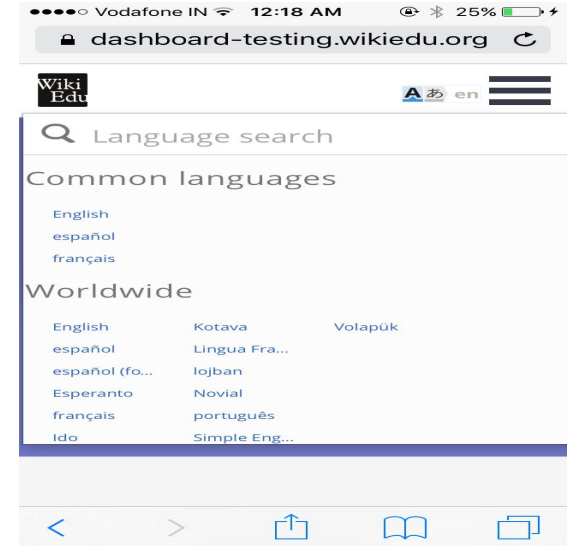 Vodafone IN 12:18 AM 25%
dashboard-testing.wikiedu.org
Wiki
Edu
A あ en
Language search
Common languages
English
español
français
Worldwide
English Kotava Volapük
español Lingua Fra...
español (fo... lojban
Esperanto Novial
français português
Ido Simple Eng...